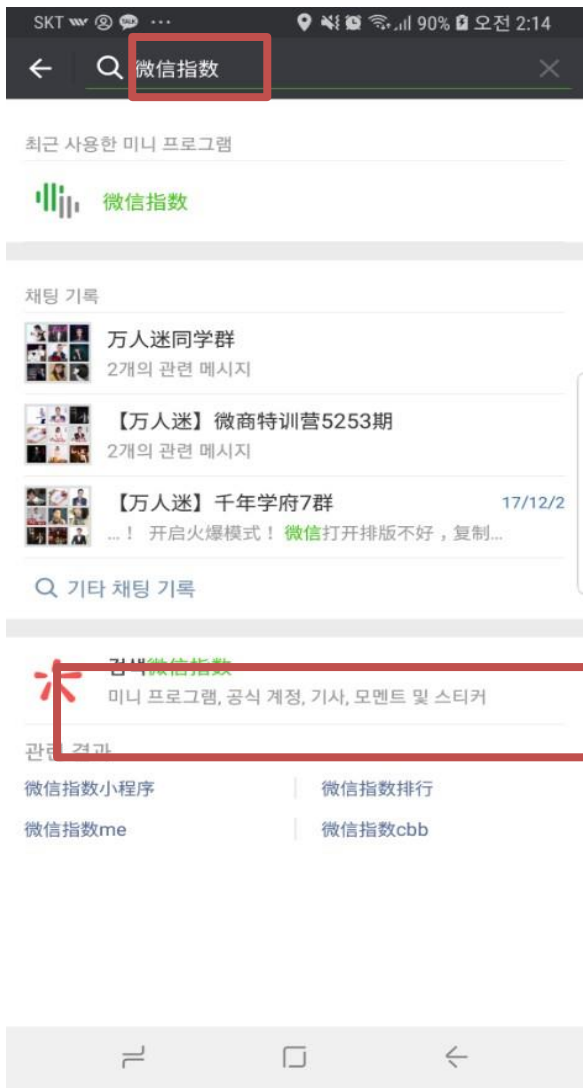 SKT 90% 오전 2:14
微信指数
최근 사용한 미니 프로그램
微信指数
채팅 기록
万人迷同学群
2개의 관련 메시지
【万人迷】微商特训营5253期
2개의 관련 메시지
【万人迷】千年学府7群 17/12/2
...！ 开启火爆模式！微信打开排版不好，复制...
기타 채팅 기록
검색微信指数
미니 프로그램, 공식 계정, 기사, 모멘트 및 스티커
관련 결과
微信指数小程序 微信指数排行
微信指数me 微信指数cbb